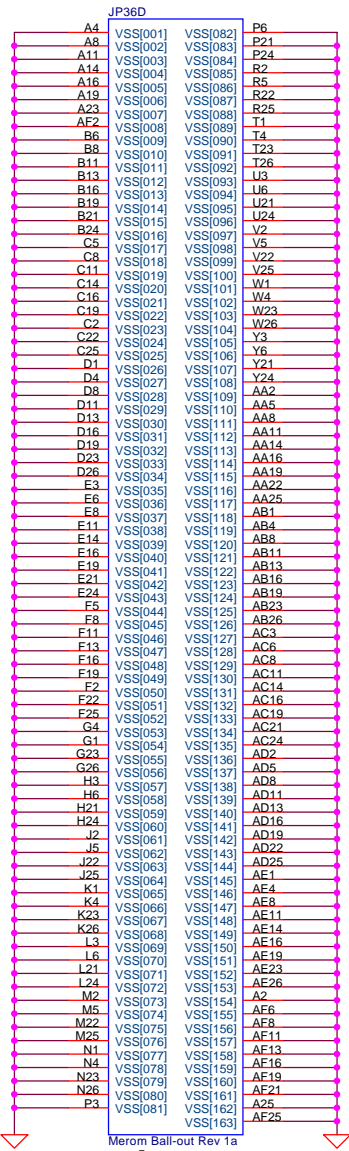 JP36D
A4 VSS[001] VSS[082] P6
A8 VSS[002] VSS[083] P21
A11 VSS[003] VSS[084] P24
A14 VSS[004] VSS[085] R2
A16 VSS[005] VSS[086] R5
A19 VSS[006] VSS[087] R22
A23 VSS[007] VSS[088] R25
AF2 VSS[008] VSS[089] T1
B6 VSS[009] VSS[090] T4
B8 VSS[010] VSS[091] T23
B11 VSS[011] VSS[092] T26
B13 VSS[012] VSS[093] U3
B16 VSS[013] VSS[094] U6
B19 VSS[014] VSS[095] U21
B21 VSS[015] VSS[096] U24
B24 VSS[016] VSS[097] V2
C5 VSS[017] VSS[098] V5
C8 VSS[018] VSS[099] V22
C11 VSS[019] VSS[100] V25
C14 VSS[020] VSS[101] W1
C16 VSS[021] VSS[102] W4
C19 VSS[022] VSS[103] W23
C2 VSS[023] VSS[104] W26
C22 VSS[024] VSS[105] Y3
C25 VSS[025] VSS[106] Y6
D1 VSS[026] VSS[107] Y21
D4 VSS[027] VSS[108] Y24
D8 VSS[028] VSS[109] AA2
D11 VSS[029] VSS[110] AA5
D13 VSS[030] VSS[111] AA8
D16 VSS[031] VSS[112] AA11
D19 VSS[032] VSS[113] AA14
D23 VSS[033] VSS[114] AA16
D26 VSS[034] VSS[115] AA19
E3 VSS[035] VSS[116] AA22
E6 VSS[036] VSS[117] AA25
E8 VSS[037] VSS[118] AB1
E11 VSS[038] VSS[119] AB4
E14 VSS[039] VSS[120] AB8
E16 VSS[040] VSS[121] AB11
E19 VSS[041] VSS[122] AB13
E21 VSS[042] VSS[123] AB16
E24 VSS[043] VSS[124] AB19
F5 VSS[044] VSS[125] AB23
F8 VSS[045] VSS[126] AB26
F11 VSS[046] VSS[127] AC3
F13 VSS[047] VSS[128] AC6
F16 VSS[048] VSS[129] AC8
F19 VSS[049] VSS[130] AC11
F2 VSS[050] VSS[131] AC14
F22 VSS[051] VSS[132] AC16
F25 VSS[052] VSS[133] AC19
G4 VSS[053] VSS[134] AC21
G1 VSS[054] VSS[135] AC24
G23 VSS[055] VSS[136] AD2
G26 VSS[056] VSS[137] AD5
H3 VSS[057] VSS[138] AD8
H6 VSS[058] VSS[139] AD11
H21 VSS[059] VSS[140] AD13
H24 VSS[060] VSS[141] AD16
J2 VSS[061] VSS[142] AD19
J5 VSS[062] VSS[143] AD22
J22 VSS[063] VSS[144] AD25
J25 VSS[064] VSS[145] AE1
K1 VSS[065] VSS[146] AE4
K4 VSS[066] VSS[147] AE8
K23 VSS[067] VSS[148] AE11
K26 VSS[068] VSS[149] AE14
L3 VSS[069] VSS[150] AE16
L6 VSS[070] VSS[151] AE19
L21 VSS[071] VSS[152] AE23
L24 VSS[072] VSS[153] AE26
M2 VSS[073] VSS[154] A2
M5 VSS[074] VSS[155] AF6
M22 VSS[075] VSS[156] AF8
M25 VSS[076] VSS[157] AF11
N1 VSS[077] VSS[158] AF13
N4 VSS[078] VSS[159] AF16
N23 VSS[079] VSS[160] AF19
N26 VSS[080] VSS[161] AF21
P3 VSS[081] VSS[162] A25
VSS[163] AF25
Merom Ball-out Rev 1a